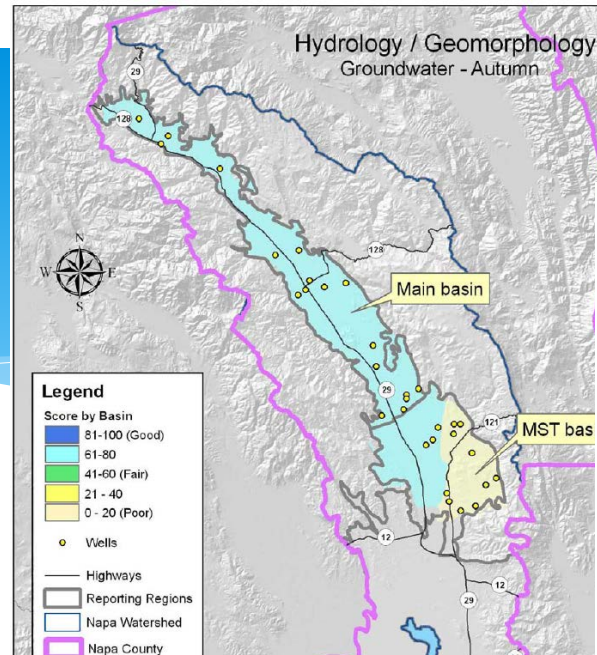 Hydrology / Geomorphology
Groundwater - Autumn
29
128
N
W E
S
128
Main basin
29
121
MST bas
12
12
29
Legend
Score by Basin
81-100 (Good)
61-80
41-60 (Fair)
21 - 40
0 - 20 (Poor)
Wells
Highways
Reporting Regions
Napa Watershed
Napa County